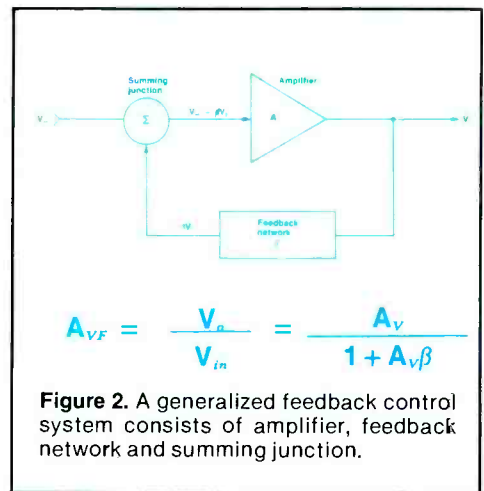 Summing
junction
Amplifier
Σ
A
V
Feedback
network
A_VF = V_o / V_in = A_V / 1 + A_Vβ
Figure 2. A generalized feedback control
system consists of amplifier, feedback
network and summing junction.